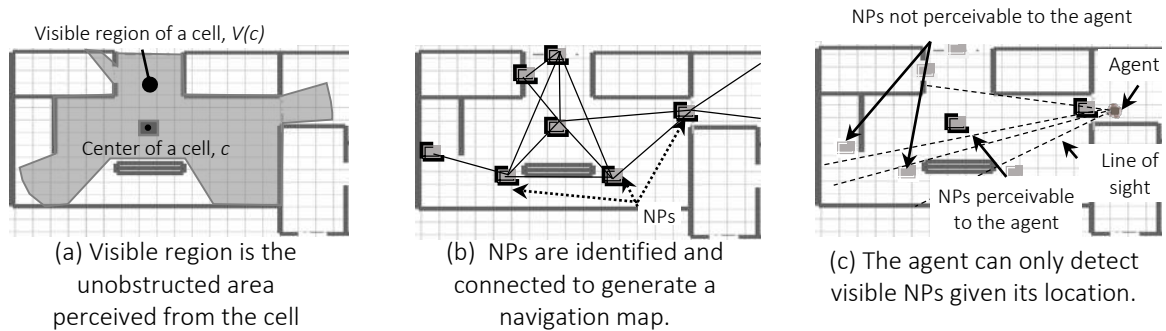 Visible region of a cell, V(c)
Center of a cell, c
(a) Visible region is the
unobstructed area
perceived from the cell
NPs
(b) NPs are identified and
connected to generate a
navigation map.
NPs not perceivable to the agent
Agent
Line of
sight
NPs perceivable
to the agent
(c) The agent can only detect
visible NPs given its location.